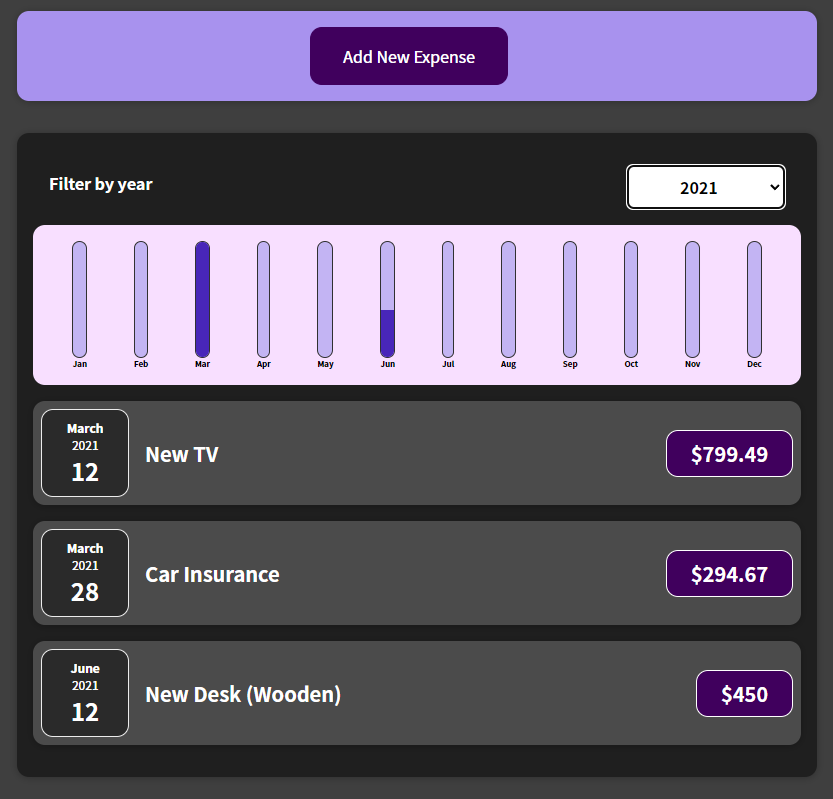 Add New Expense
Filter by year
2021
Jan Feb Mar Apr May Jun Jul Aug Sep Oct Nov Dec
March
2021
12
New TV
$799.49
March
2021
28
Car Insurance
$294.67
June
2021
12
New Desk (Wooden)
$450